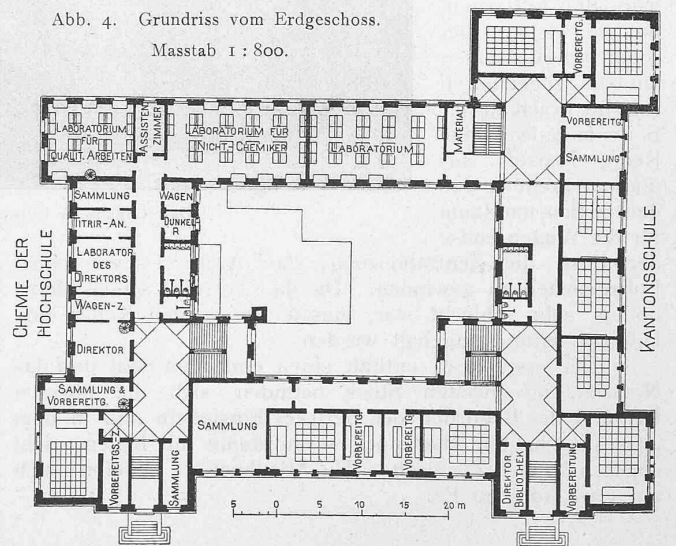 Abb. 4. Grundriss vom Erdgeschoss.
Masstab 1 : 800.
VORBEREITG.
LABORATORIUM
FÜR
QUALIT. ARBEITEN
ASSISTEN
ZIMMER
LABORATORIUM FÜR
NICHT-CHEMIKER
LABORATORIUM
MATERIAL
VORBEREITG.
SAMMLUNG
SAMMLUNG
TITRIR-AN.
LABORATOR
DES
DIREKTORS
WAGEN-Z.
DIREKTOR
SAMMLUNG &
VORBEREITG.
WAGEN
DUNKEL-
R
CHEMIE DER
HOCHSCHULE
KANTONSSCHULE
VORBEREITGS.-Z.
SAMMLUNG
SAMMLUNG
VORBEREITG.
VORBEREITG.
DIREKTOR
BIBLIOTHEK
VORBEREITUNG
5 0 5 10 15 20 m